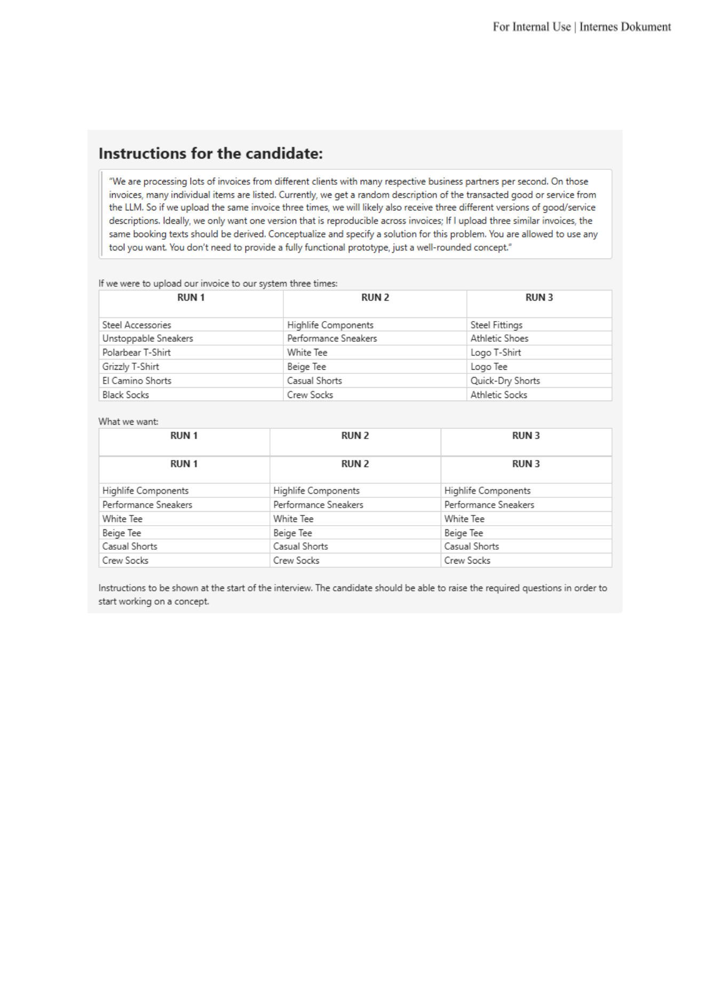 For Internal Use | Internes Dokument
Instructions for the candidate:
"We are processing lots of invoices from different clients with many respective business partners per second. On those
invoices, many individual items are listed. Currently, we get a random description of the transacted good or service from
the LLM. So if we upload the same invoice three times, we will likely also receive three different versions of good/service
descriptions. Ideally, we only want one version that is reproducible across invoices; If I upload three similar invoices, the
same booking texts should be derived. Conceptualize and specify a solution for this problem. You are allowed to use any
tool you want. You don't need to provide a fully functional prototype, just a well-rounded concept."
If we were to upload our invoice to our system three times:
RUN 1 RUN 2 RUN 3
Steel Accessories Highlife Components Steel Fittings
Unstoppable Sneakers Performance Sneakers Athletic Shoes
Polarbear T-Shirt White Tee Logo T-Shirt
Grizzly T-Shirt Beige Tee Logo Tee
El Camino Shorts Casual Shorts Quick-Dry Shorts
Black Socks Crew Socks Athletic Socks
What we want:
RUN 1 RUN 2 RUN 3
RUN 1 RUN 2 RUN 3
Highlife Components Highlife Components Highlife Components
Performance Sneakers Performance Sneakers Performance Sneakers
White Tee White Tee White Tee
Beige Tee Beige Tee Beige Tee
Casual Shorts Casual Shorts Casual Shorts
Crew Socks Crew Socks Crew Socks
Instructions to be shown at the start of the interview. The candidate should be able to raise the required questions in order to
start working on a concept.